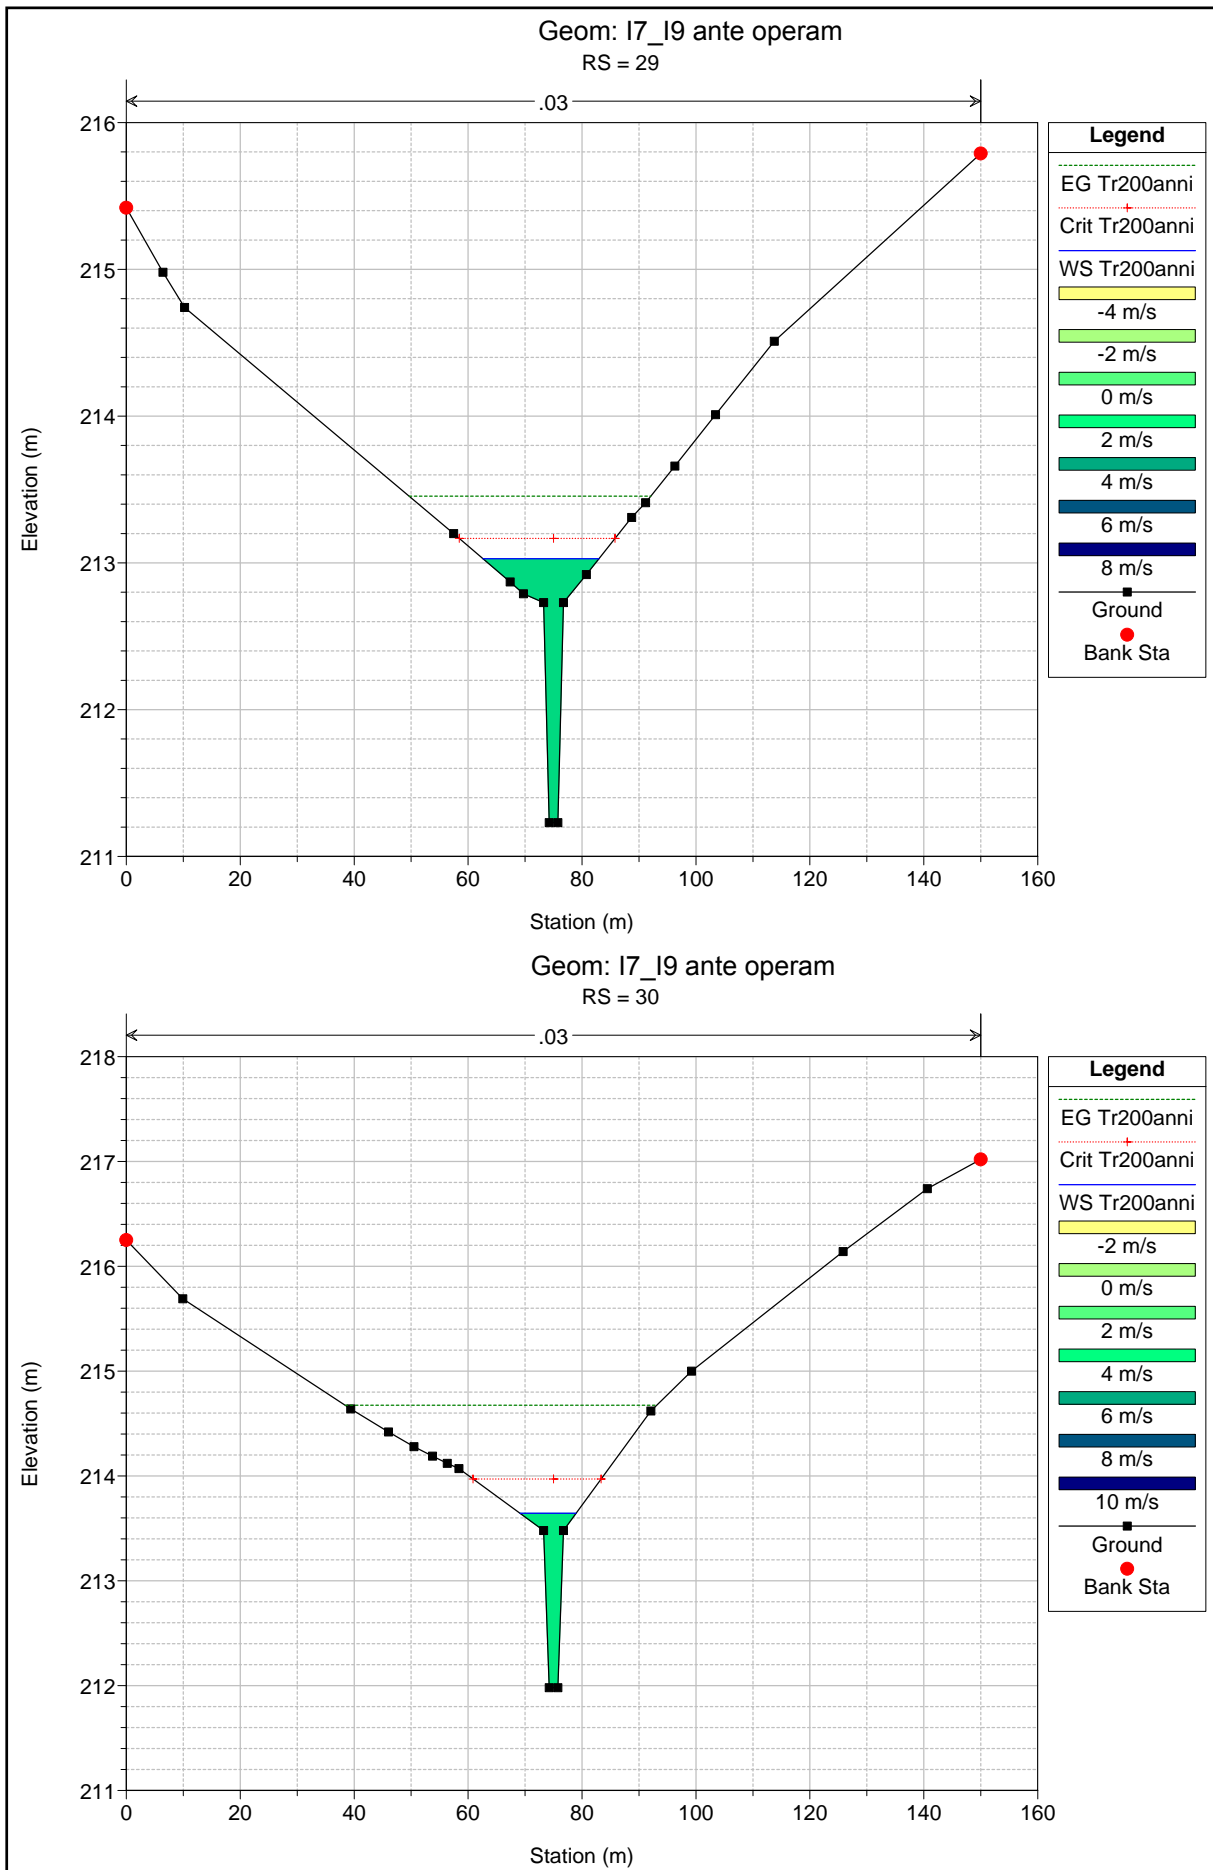 Geom: I7_I9 ante operam
RS = 29
.03
216
215
214
213
212
211
Elevation (m)
0 20 40 60 80 100 120 140 160
Station (m)
Legend
EG Tr200anni
Crit Tr200anni
WS Tr200anni
-4 m/s
-2 m/s
0 m/s
2 m/s
4 m/s
6 m/s
8 m/s
Ground
Bank Sta
Geom: I7_I9 ante operam
RS = 30
.03
218
217
216
215
214
213
212
211
Elevation (m)
0 20 40 60 80 100 120 140 160
Station (m)
Legend
EG Tr200anni
Crit Tr200anni
WS Tr200anni
-2 m/s
0 m/s
2 m/s
4 m/s
6 m/s
8 m/s
10 m/s
Ground
Bank Sta